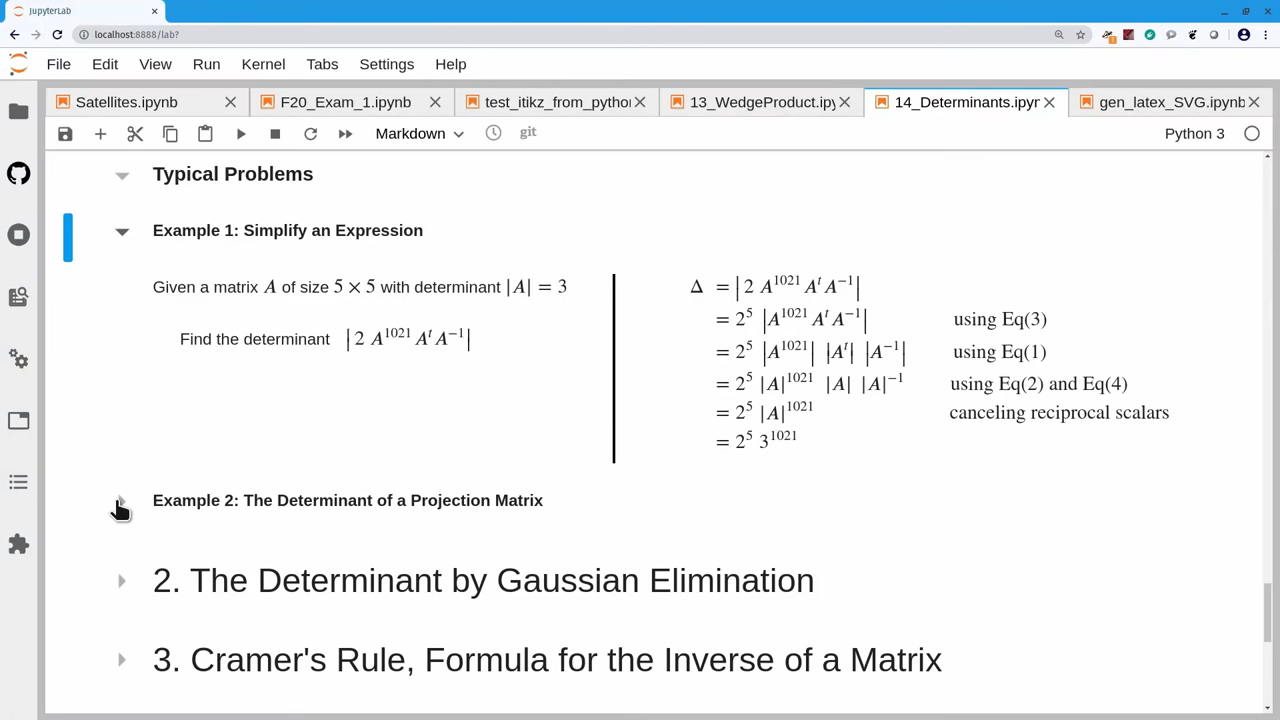 JupyterLab
localhost:8888/lab?
File Edit View Run Kernel Tabs Settings Help
Satellites.ipynb F20_Exam_1.ipynb test_itikz_from_pytho 13_WedgeProduct.ipy 14_Determinants.ipyn gen_latex_SVG.ipynb
Markdown git Python 3
Typical Problems
Example 1: Simplify an Expression
Given a matrix A of size 5 × 5 with determinant |A| = 3
Find the determinant |2 A^1021 A^t A^−1|
Δ = |2 A^1021 A^t A^−1|
= 2^5 |A^1021 A^t A^−1| using Eq(3)
= 2^5 |A^1021| |A^t| |A^−1| using Eq(1)
= 2^5 |A|^1021 |A| |A|^−1 using Eq(2) and Eq(4)
= 2^5 |A|^1021 canceling reciprocal scalars
= 2^5 3^1021
Example 2: The Determinant of a Projection Matrix
2. The Determinant by Gaussian Elimination
3. Cramer's Rule, Formula for the Inverse of a Matrix